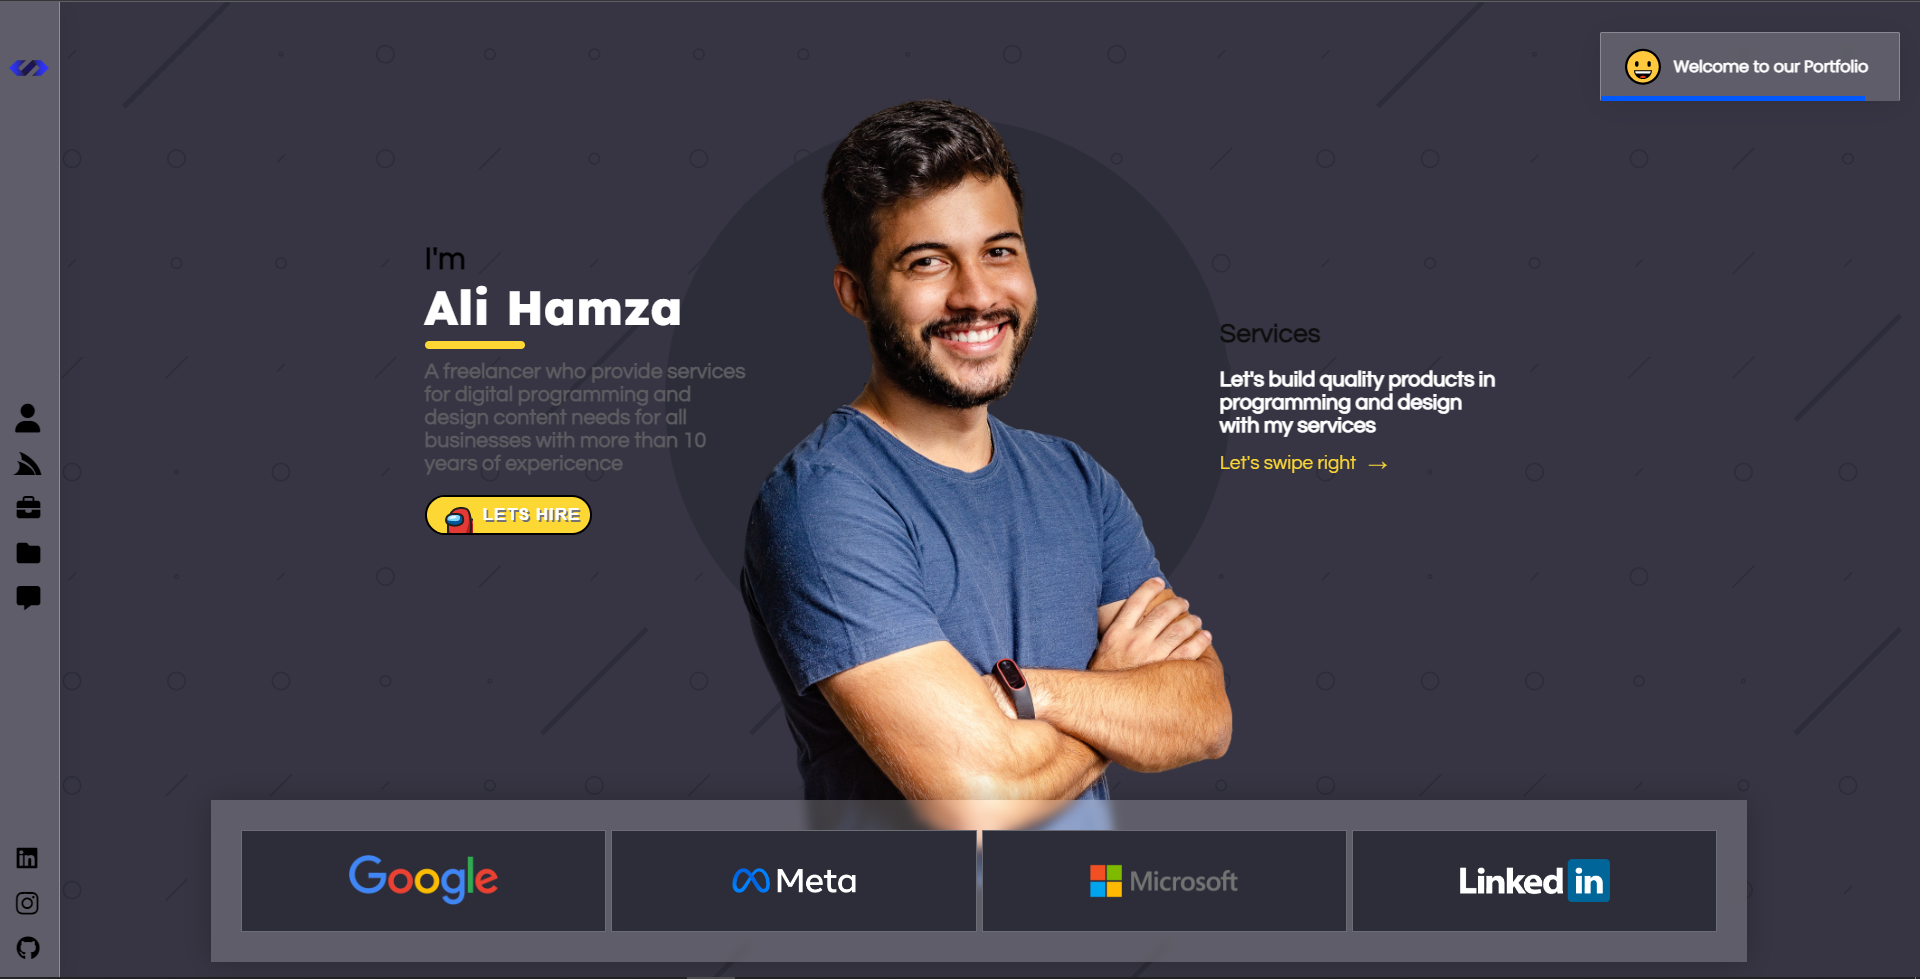 Welcome to our Portfolio
I'm
Ali Hamza
A freelancer who provide services
for digital programming and
design content needs for all
businesses with more than 10
years of expericence
LETS HIRE
Services
Let's build quality products in
programming and design
with my services
Let's swipe right →
Google
Meta
Microsoft
Linked in